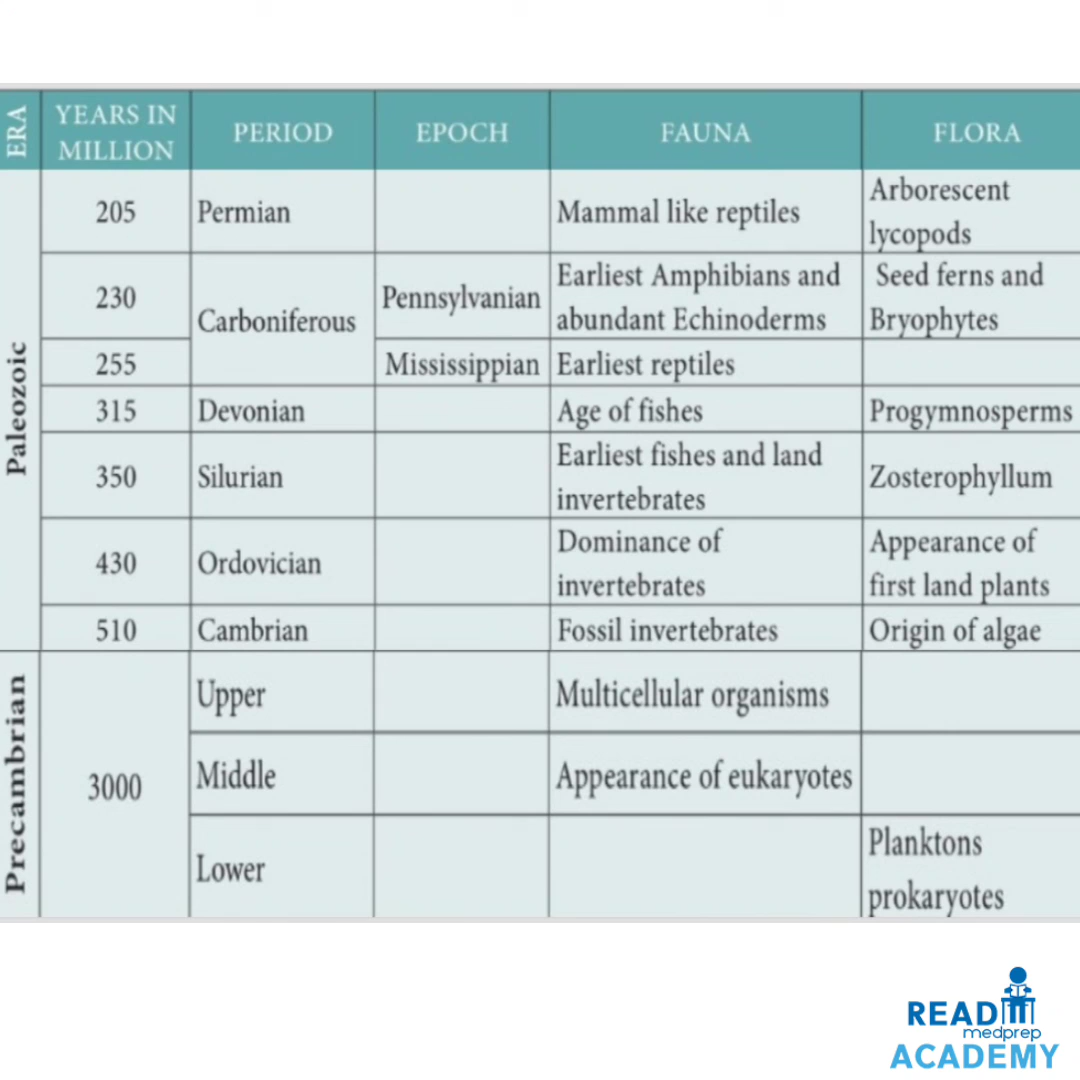 ERA
YEARS IN
MILLION
PERIOD
EPOCH
FAUNA
FLORA
Paleozoic
205
Permian
Mammal like reptiles
Arborescent
lycopods
230
Carboniferous
Pennsylvanian
Earliest Amphibians and
abundant Echinoderms
Seed ferns and
Bryophytes
255
Mississippian
Earliest reptiles
315
Devonian
Age of fishes
Progymnosperms
350
Silurian
Earliest fishes and land
invertebrates
Zosterophyllum
430
Ordovician
Dominance of
invertebrates
Appearance of
first land plants
510
Cambrian
Fossil invertebrates
Origin of algae
Precambrian
3000
Upper
Multicellular organisms
Middle
Appearance of eukaryotes
Lower
Planktons
prokaryotes
READ
medprep
ACADEMY